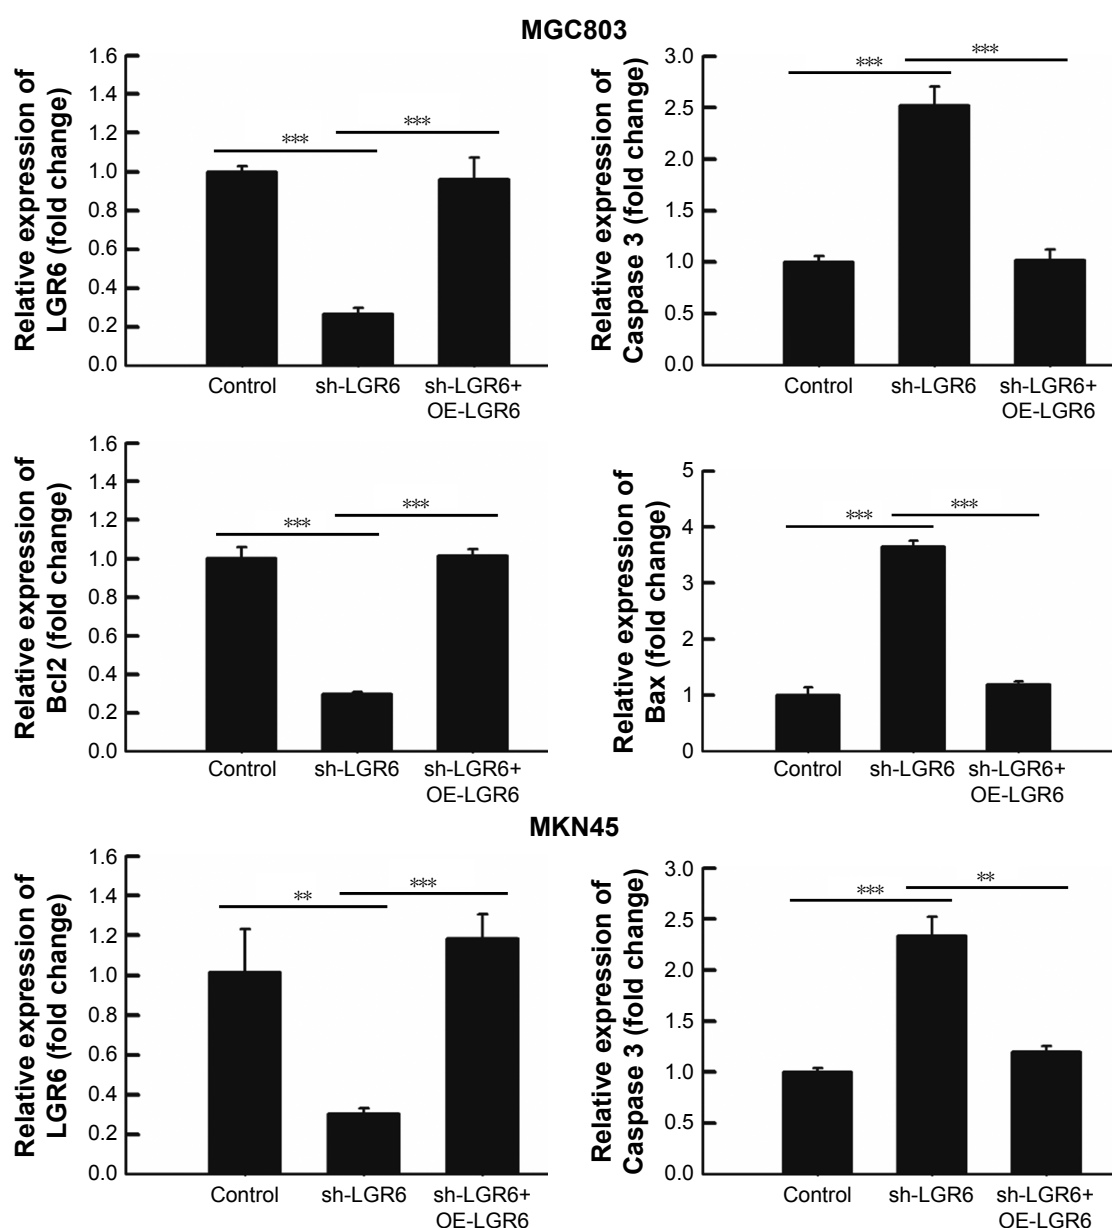 MGC803
Relative expression of
LGR6 (fold change)
1.6
1.4
1.2
1.0
0.8
0.6
0.4
0.2
0.0
***
***
Control
sh-LGR6
sh-LGR6+
OE-LGR6
Relative expression of
Caspase 3 (fold change)
3.0
2.5
2.0
1.5
1.0
0.5
0.0
***
***
Control
sh-LGR6
sh-LGR6+
OE-LGR6
Relative expression of
Bcl2 (fold change)
1.6
1.4
1.2
1.0
0.8
0.6
0.4
0.2
0.0
***
***
Control
sh-LGR6
sh-LGR6+
OE-LGR6
Relative expression of
Bax (fold change)
5
4
3
2
1
0
***
***
Control
sh-LGR6
sh-LGR6+
OE-LGR6
MKN45
Relative expression of
LGR6 (fold change)
1.6
1.4
1.2
1.0
0.8
0.6
0.4
0.2
0.0
**
***
Control
sh-LGR6
sh-LGR6+
OE-LGR6
Relative expression of
Caspase 3 (fold change)
3.0
2.5
2.0
1.5
1.0
0.5
0.0
***
**
Control
sh-LGR6
sh-LGR6+
OE-LGR6